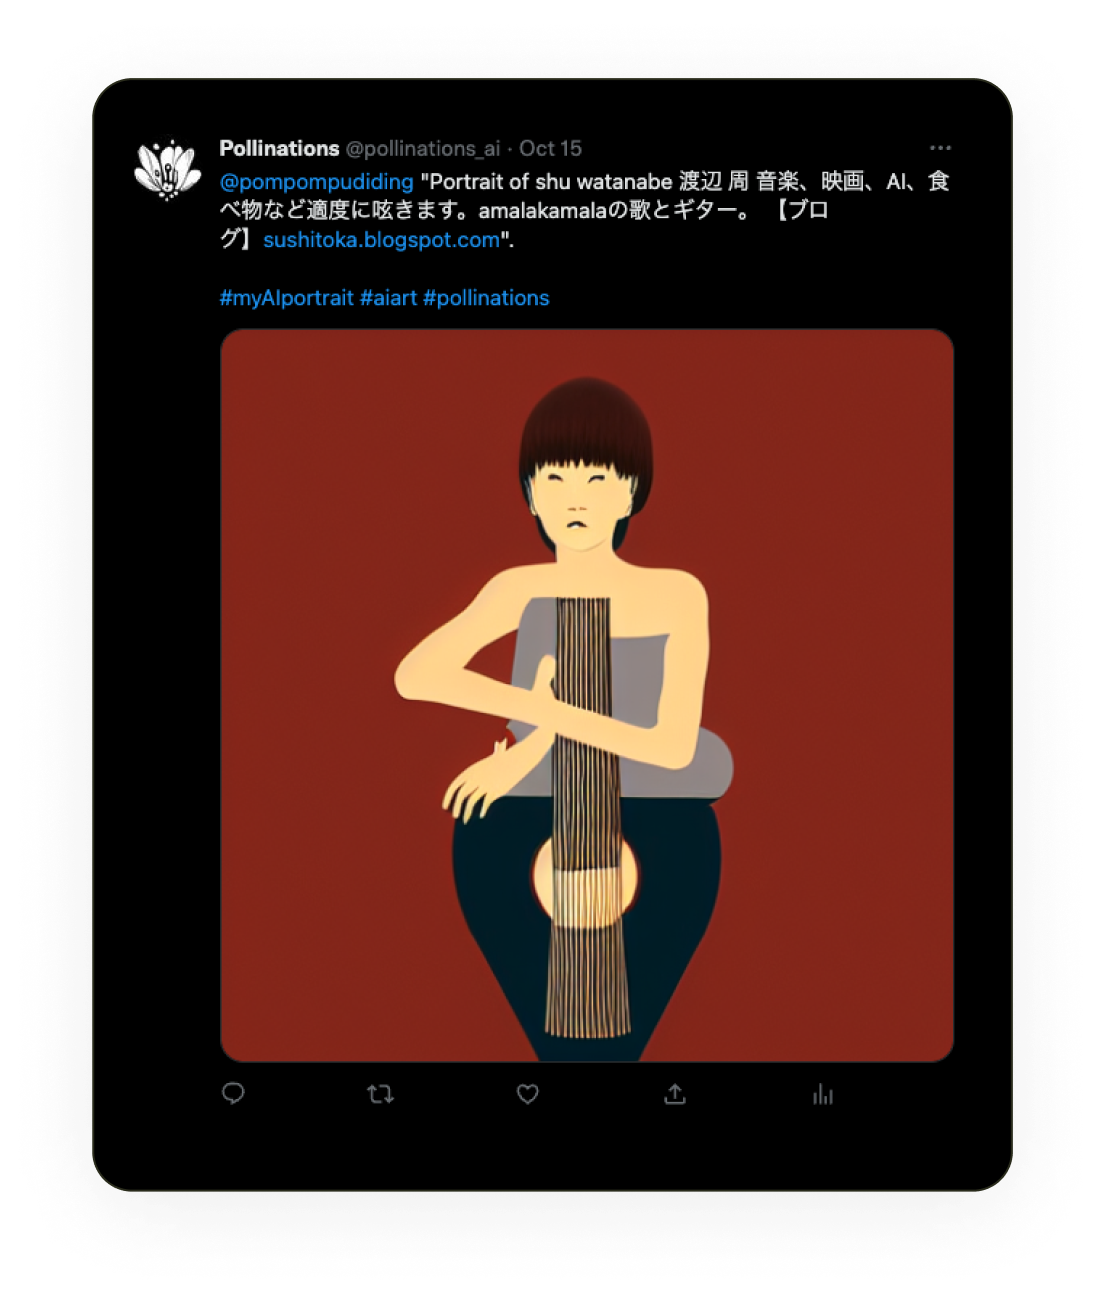 Pollinations @pollinations_ai · Oct 15
@pompompudiding "Portrait of shu watanabe 渡辺 周 音楽、映画、AI、食
べ物など適度に呟きます。amalakamalaの歌とギター。 【ブロ
グ】sushitoka.blogspot.com".
#myAIportrait #aiart #pollinations